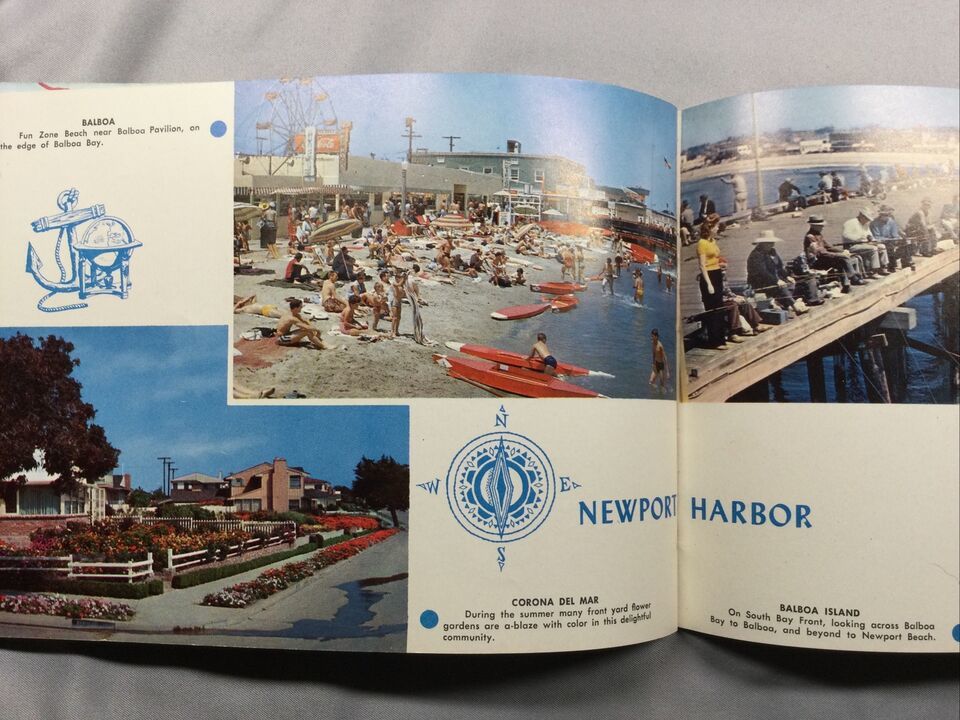 BALBOA
Fun Zone Beach near Balboa Pavilion, on
the edge of Balboa Bay.
N
W E
S
NEWPORT HARBOR
CORONA DEL MAR
During the summer many front yard flower
gardens are a-blaze with color in this delightful
community.
BALBOA ISLAND
On South Bay Front, looking across Balboa
Bay to Balboa, and beyond to Newport Beach.